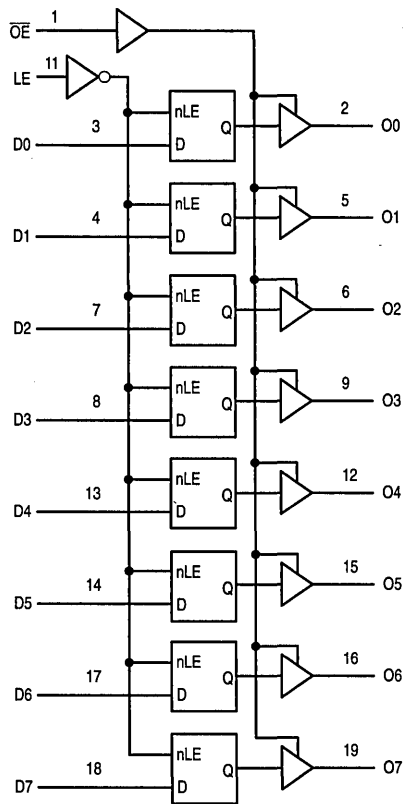 OE 1
LE 11
nLE
D0 3 D Q 2 O0
nLE
D1 4 D Q 5 O1
nLE
D2 7 D Q 6 O2
nLE
D3 8 D Q 9 O3
nLE
D4 13 D Q 12 O4
nLE
D5 14 D Q 15 O5
nLE
D6 17 D Q 16 O6
nLE
D7 18 D Q 19 O7